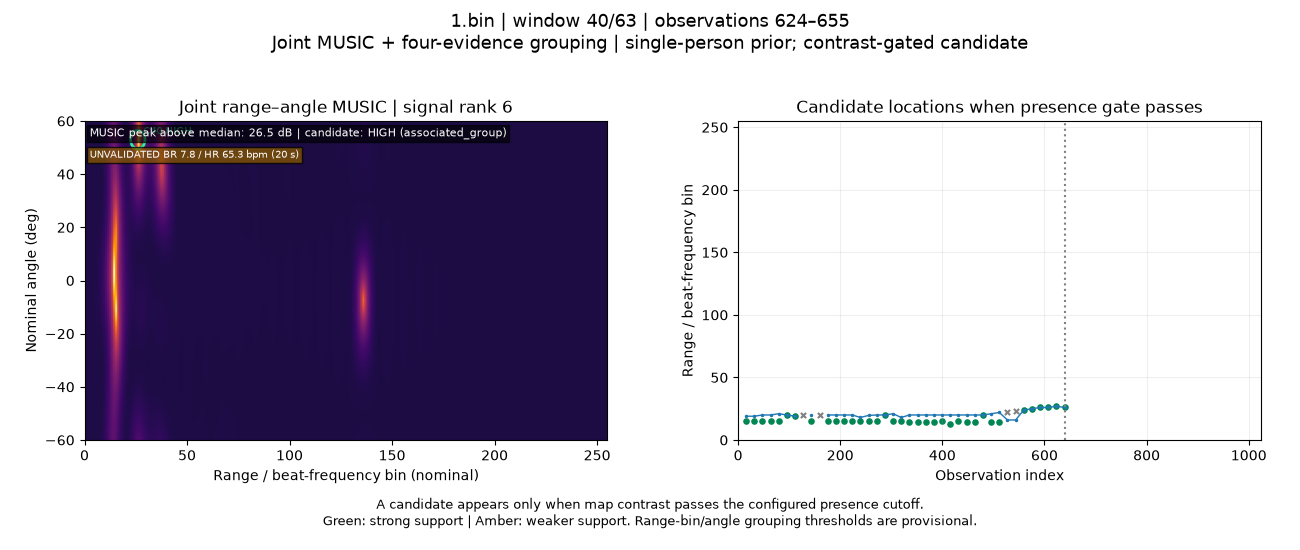 1.bin | window 40/63 | observations 624–655
Joint MUSIC + four-evidence grouping | single-person prior; contrast-gated candidate
Joint range–angle MUSIC | signal rank 6
MUSIC peak above median: 26.5 dB | candidate: HIGH (associated_group)
UNVALIDATED BR 7.8 / HR 65.3 bpm (20 s)
60
40
20
0
−20
−40
−60
Nominal angle (deg)
0
50
100
150
200
250
Range / beat-frequency bin (nominal)
Candidate locations when presence gate passes
250
200
150
100
50
0
Range / beat-frequency bin
0
200
400
600
800
1000
Observation index
A candidate appears only when map contrast passes the configured presence cutoff.
Green: strong support | Amber: weaker support. Range-bin/angle grouping thresholds are provisional.